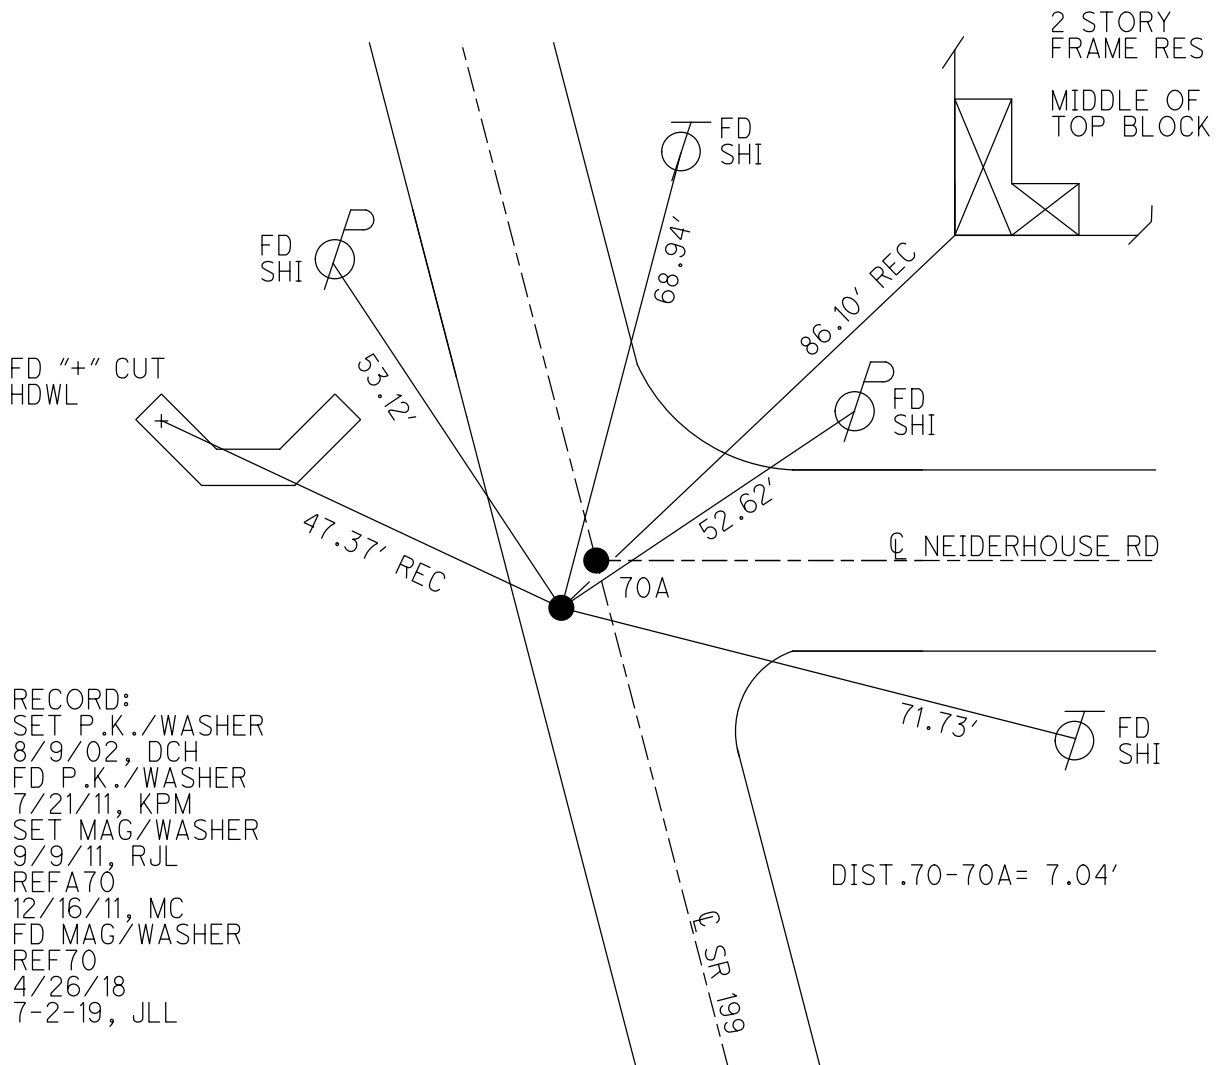 2 STORY
FRAME RES
MIDDLE OF
TOP BLOCK
FD
SHI
FD
SHI
68.94'
86.10' REC
FD "+" CUT
HDWL
53.12'
FD
SHI
52.62'
47.37' REC
℄ NEIDERHOUSE RD
70A
71.73'
FD
SHI
RECORD:
SET P.K./WASHER
8/9/02, DCH
FD P.K./WASHER
7/21/11, KPM
SET MAG/WASHER
9/9/11, RJL
REFA70
12/16/11, MC
FD MAG/WASHER
REF70
4/26/18
7-2-19, JLL
DIST.70-70A= 7.04'
℄ SR 199